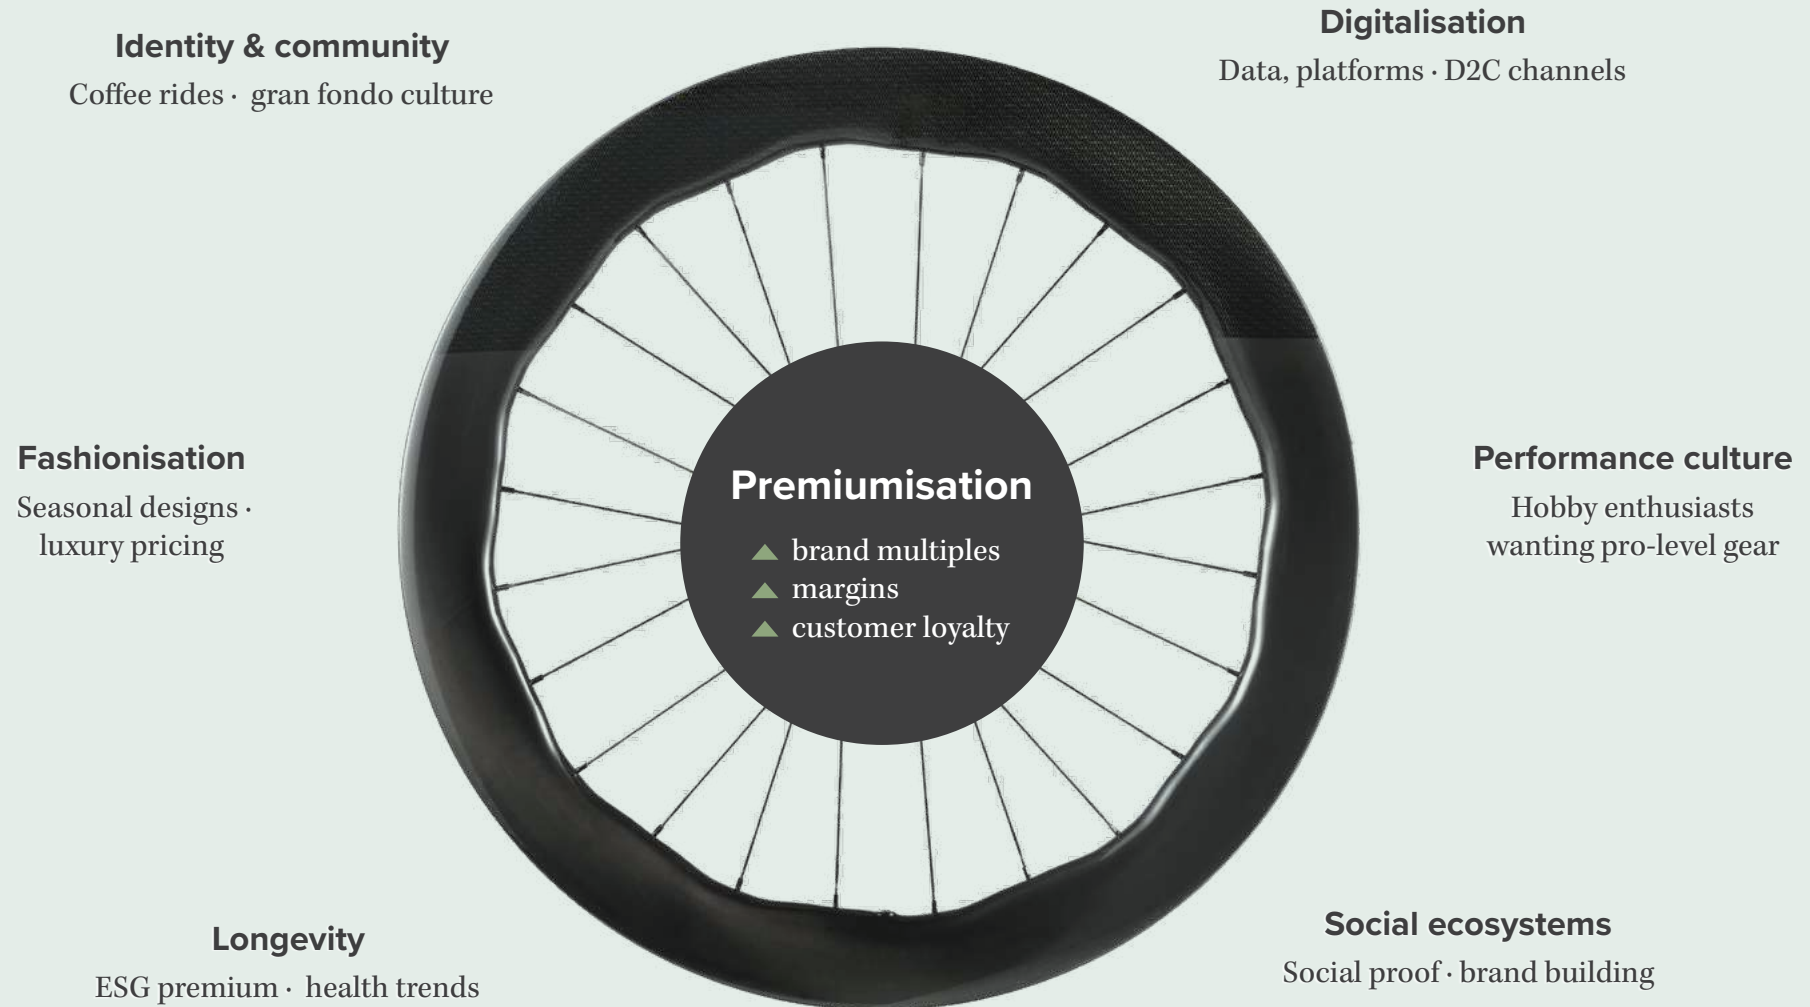 Identity & community
Coffee rides · gran fondo culture
Digitalisation
Data, platforms · D2C channels
Fashionisation
Seasonal designs ·
luxury pricing
Premiumisation
brand multiples
margins
customer loyalty
Performance culture
Hobby enthusiasts
wanting pro-level gear
Longevity
ESG premium · health trends
Social ecosystems
Social proof · brand building